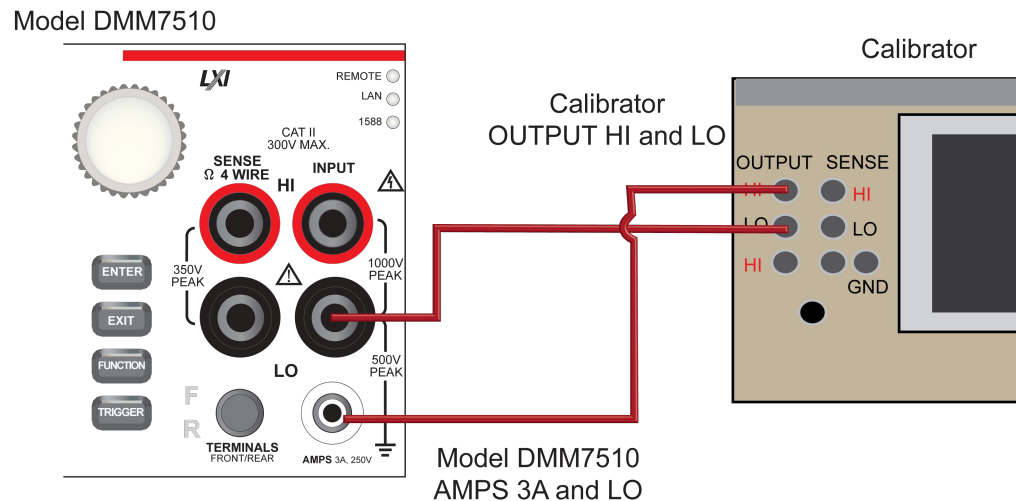 Model DMM7510
Calibrator
LXI
REMOTE
LAN
1588
Calibrator
OUTPUT HI and LO
CAT II
300V MAX.
SENSE
Ω 4 WIRE
HI
INPUT
OUTPUT SENSE
HI
HI
LO
LO
HI
GND
350V
PEAK
1000V
PEAK
ENTER
EXIT
FUNCTION
TRIGGER
500V
PEAK
LO
F
R
TERMINALS
FRONT/REAR
AMPS 3A, 250V
Model DMM7510
AMPS 3A and LO